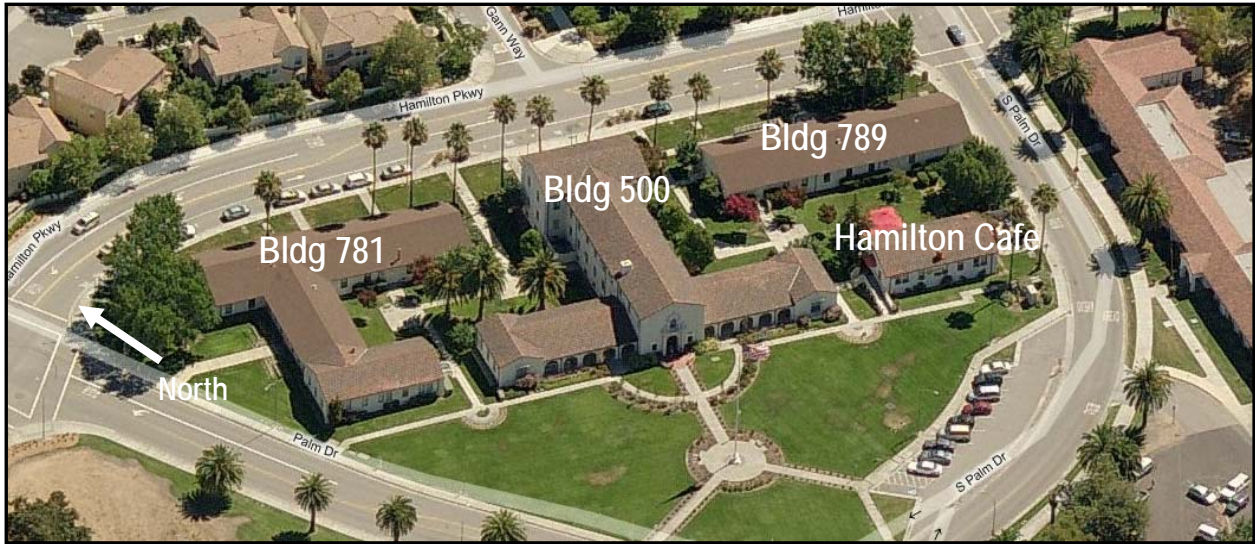 Gann Way
Hamilton
Hamilton Pkwy
S Palm Dr
Bldg 789
Bldg 500
Hamilton Pkwy
Bldg 781
Hamilton Cafe
North
Palm Dr
S Palm Dr